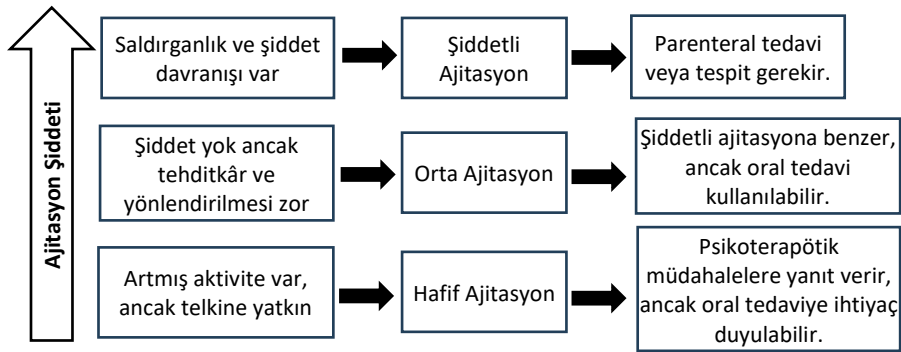 Ajitasyon Şiddeti
Saldırganlık ve şiddet
davranışı var
Şiddetli
Ajitasyon
Parenteral tedavi
veya tespit gerekir.
Şiddet yok ancak
tehditkâr ve
yönlendirilmesi zor
Orta Ajitasyon
Şiddetli ajitasyona benzer,
ancak oral tedavi
kullanılabilir.
Artmış aktivite var,
ancak telkine yatkın
Hafif Ajitasyon
Psikoterapötik
müdahalelere yanıt verir,
ancak oral tedaviye ihtiyaç
duyulabilir.